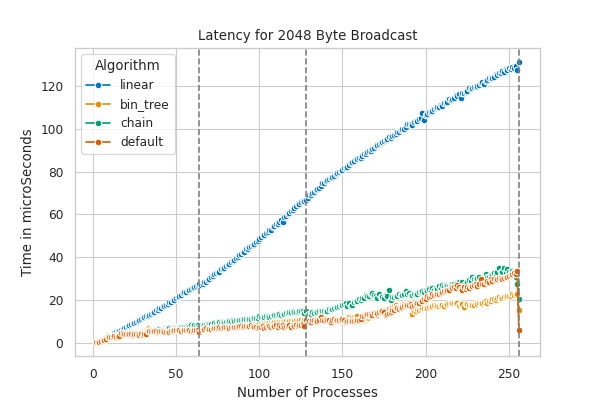 Latency for 2048 Byte Broadcast
Time in microSeconds
120
100
80
60
40
20
0
Algorithm
linear
bin_tree
chain
default
0 50 100 150 200 250
Number of Processes